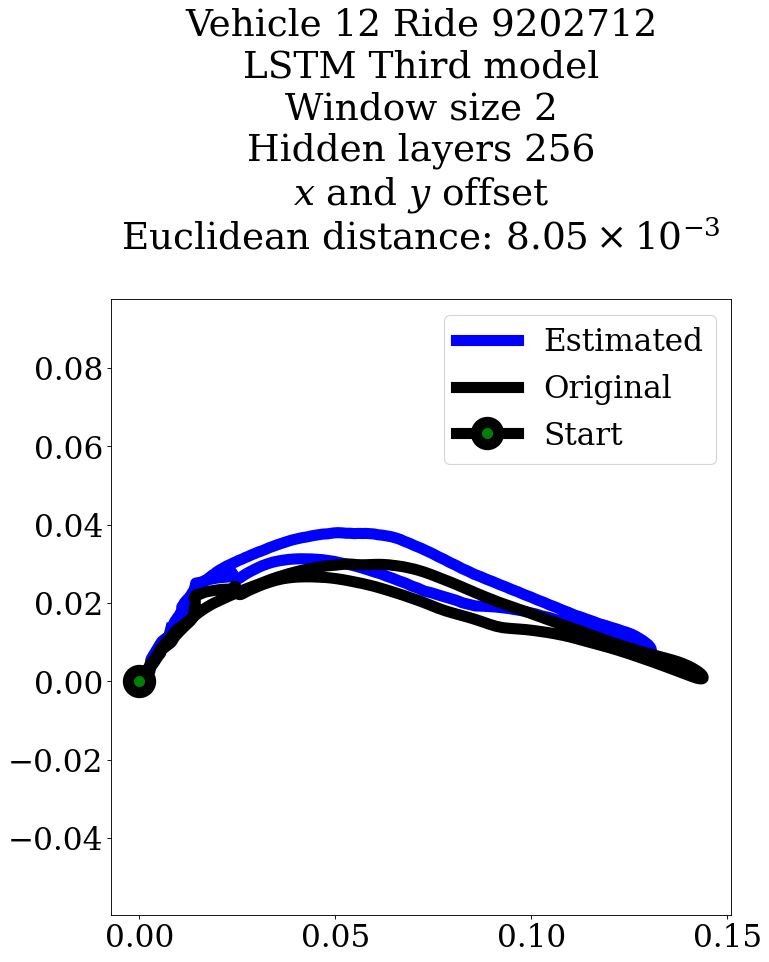 Vehicle 12 Ride 9202712
LSTM Third model
Window size 2
Hidden layers 256
x and y offset
Euclidean distance: 8.05 × 10⁻³
Estimated
Original
Start
0.08
0.06
0.04
0.02
0.00
−0.02
−0.04
0.00 0.05 0.10 0.15